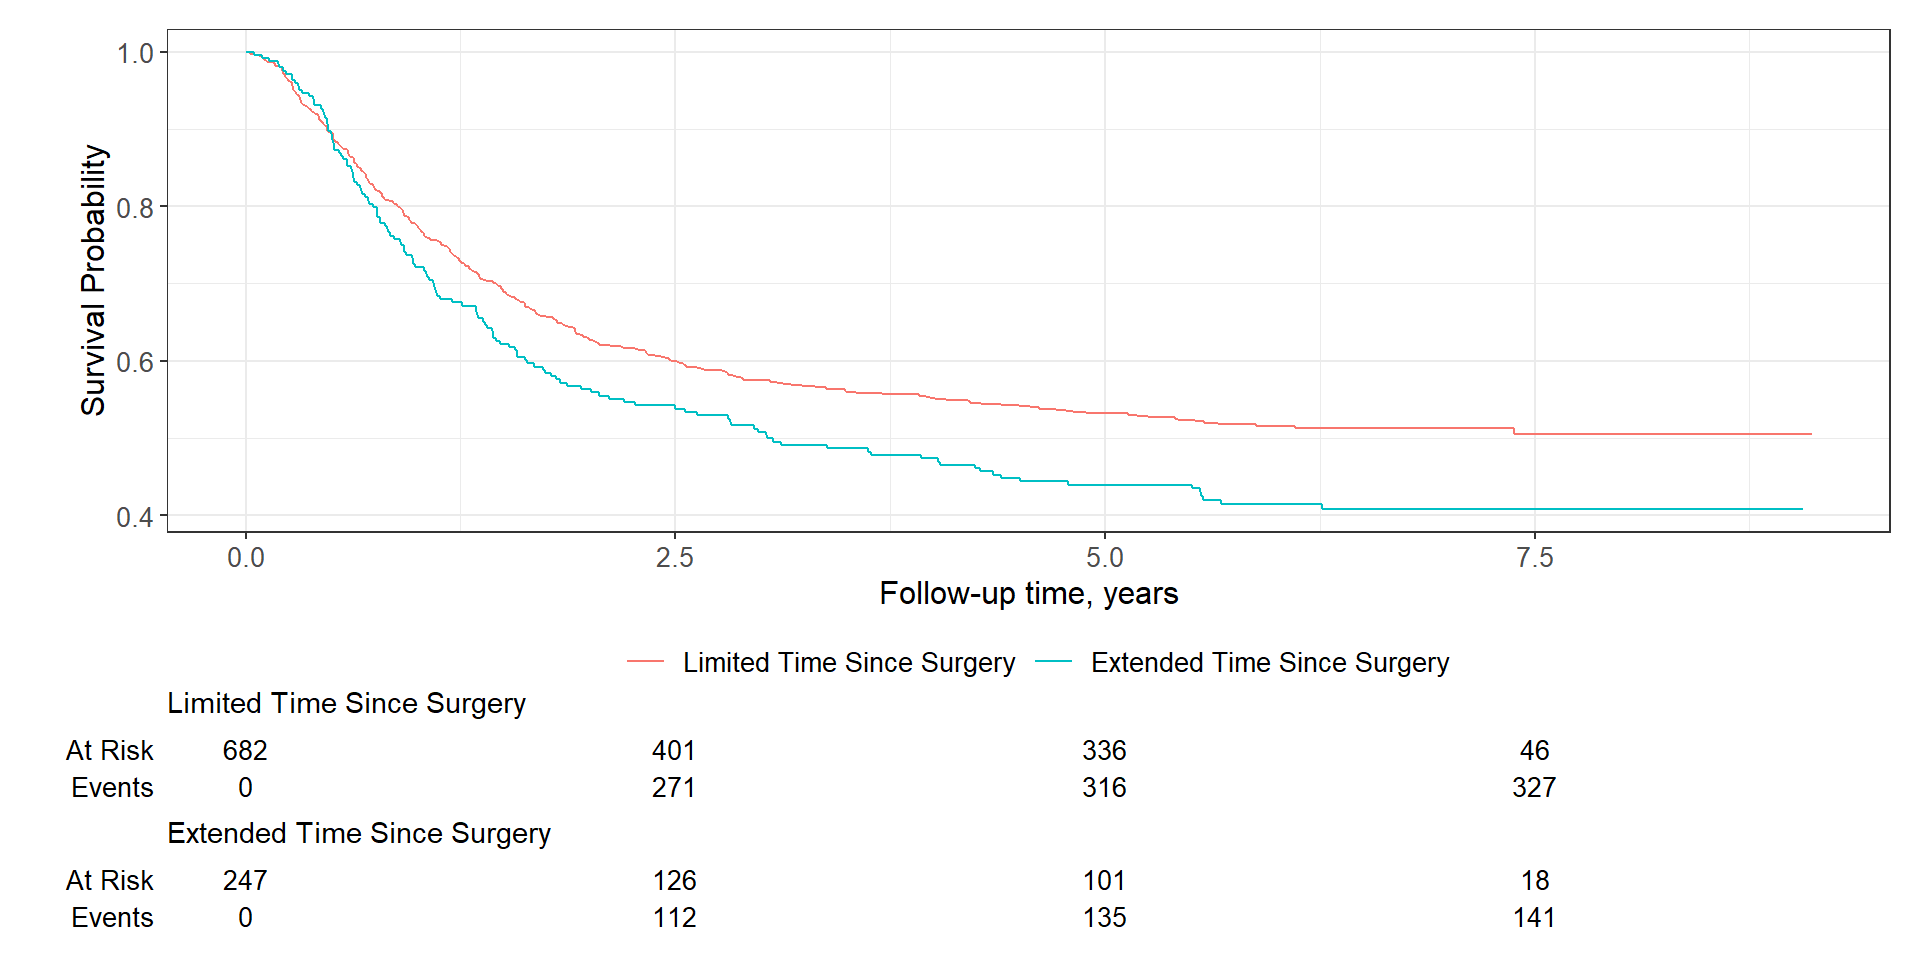 1.0
0.8
0.6
0.4
Survival Probability
0.0 2.5 5.0 7.5
Follow-up time, years
Limited Time Since Surgery Extended Time Since Surgery
Limited Time Since Surgery
At Risk 682 401 336 46
Events 0 271 316 327
Extended Time Since Surgery
At Risk 247 126 101 18
Events 0 112 135 141